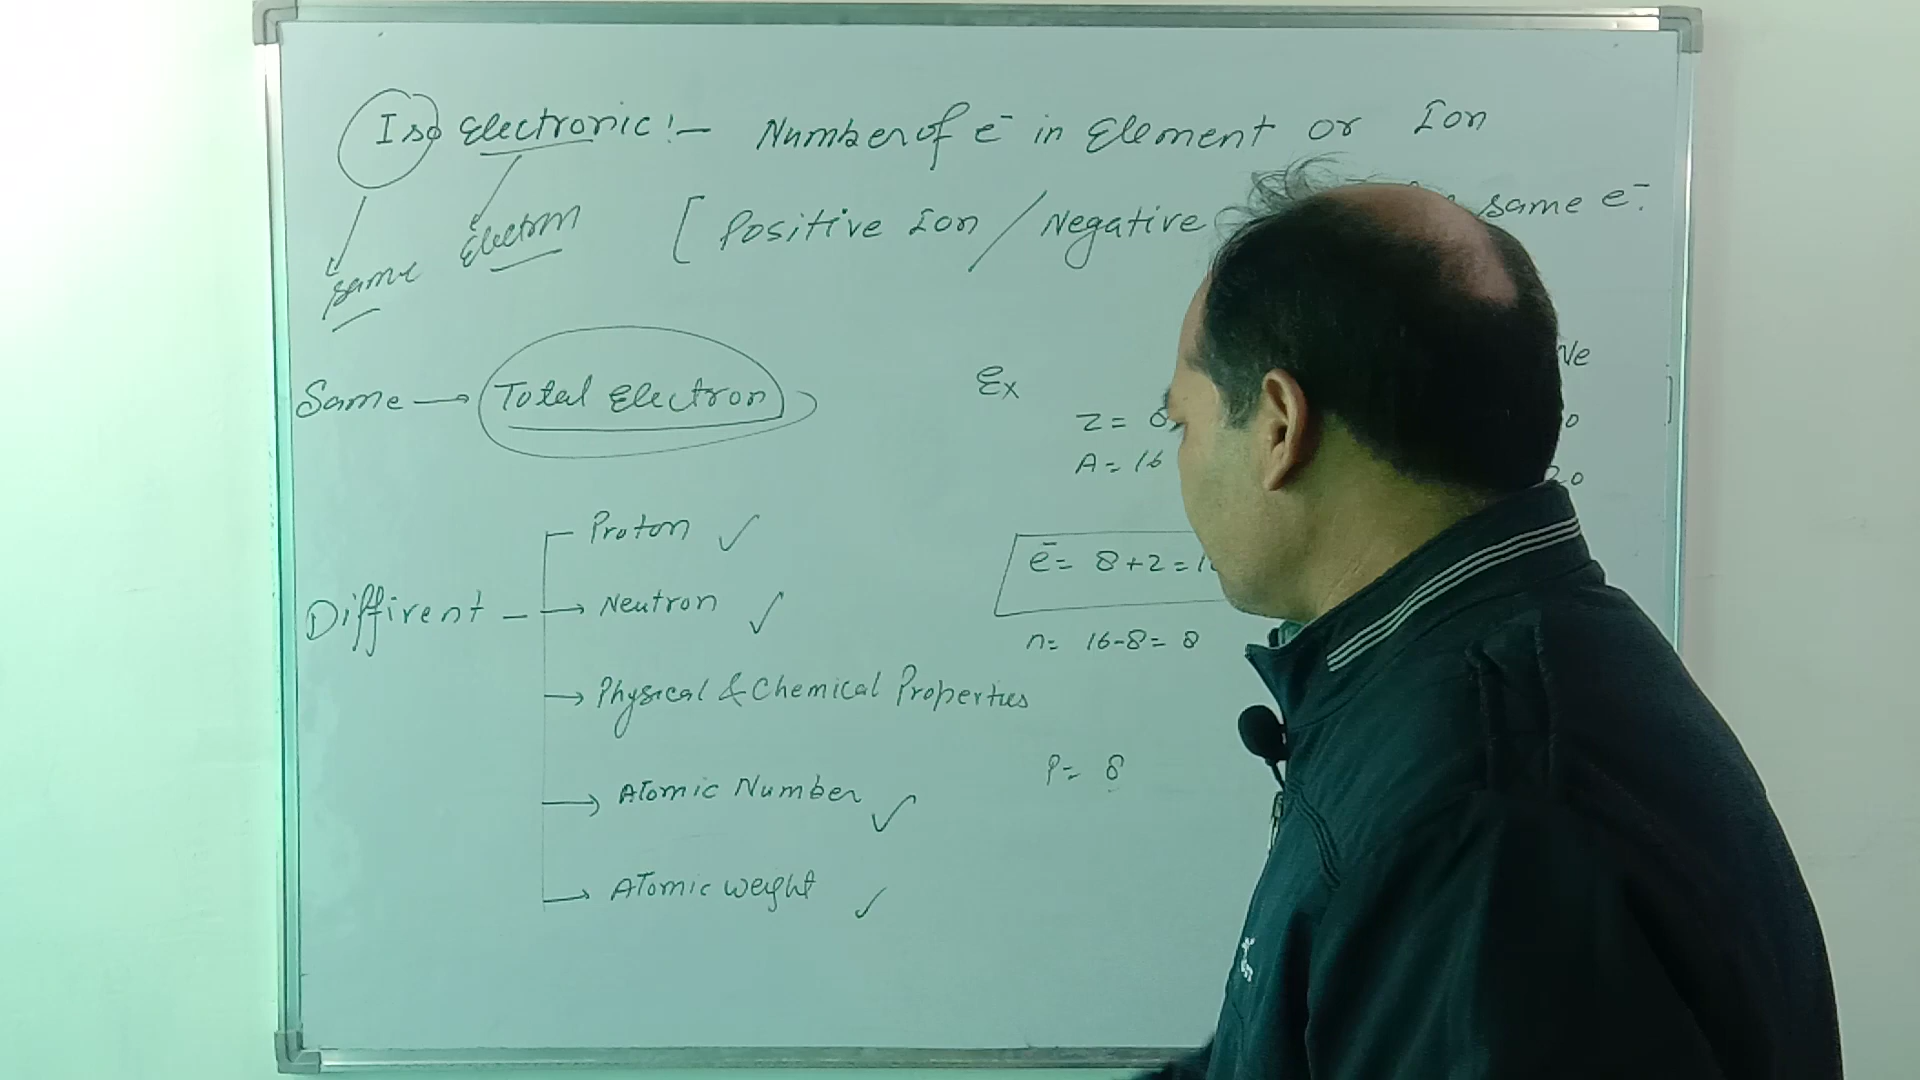 Iso Electronic :- Number of e⁻ in Element or Ion
same Electron [ Positive Ion / Negative same e⁻
Same → Total Electron
Ex Ne
Z = 8
A = 16 20
Proton ✓
e⁻ = 8+2 =
Diffirent - → Neutron ✓
n = 16-8 = 8
→ Physical & Chemical Properties
P = 8
→ Atomic Number ✓
→ Atomic weight ✓